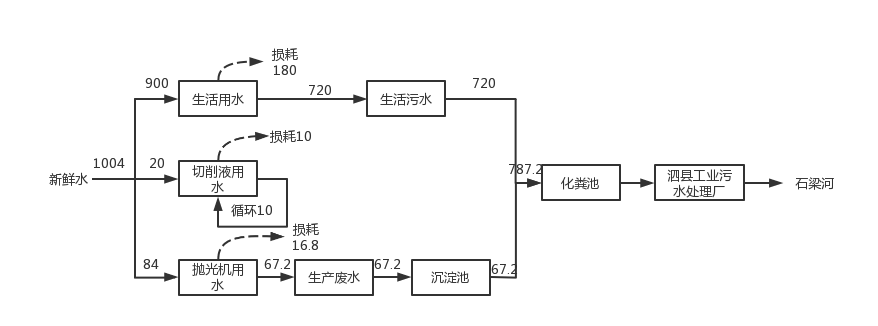 损耗
180
900
生活用水
720
生活污水
720
损耗10
新鲜水
1004
20
切削液用
水
循环10
787.2
化粪池
泗县工业污
水处理厂
石梁河
损耗
16.8
84
抛光机用
水
67.2
生产废水
67.2
沉淀池
67.2